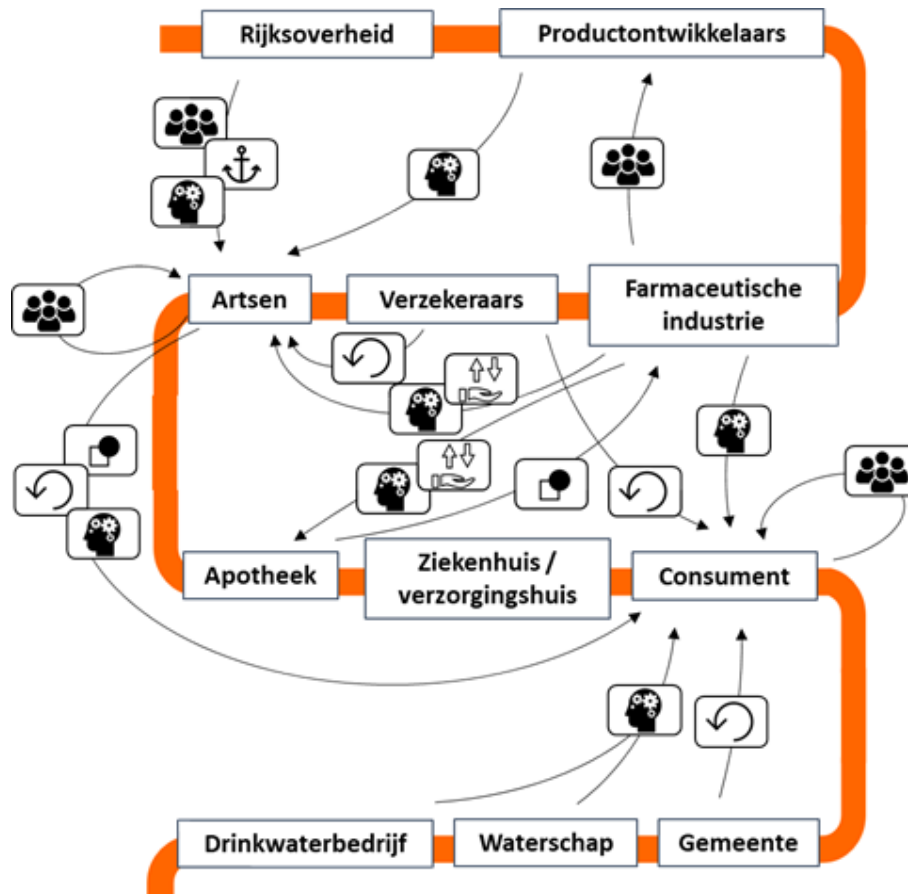 Rijksoverheid
Productontwikkelaars
Artsen
Verzekeraars
Farmaceutische
industrie
Apotheek
Ziekenhuis /
verzorgingshuis
Consument
Drinkwaterbedrijf
Waterschap
Gemeente